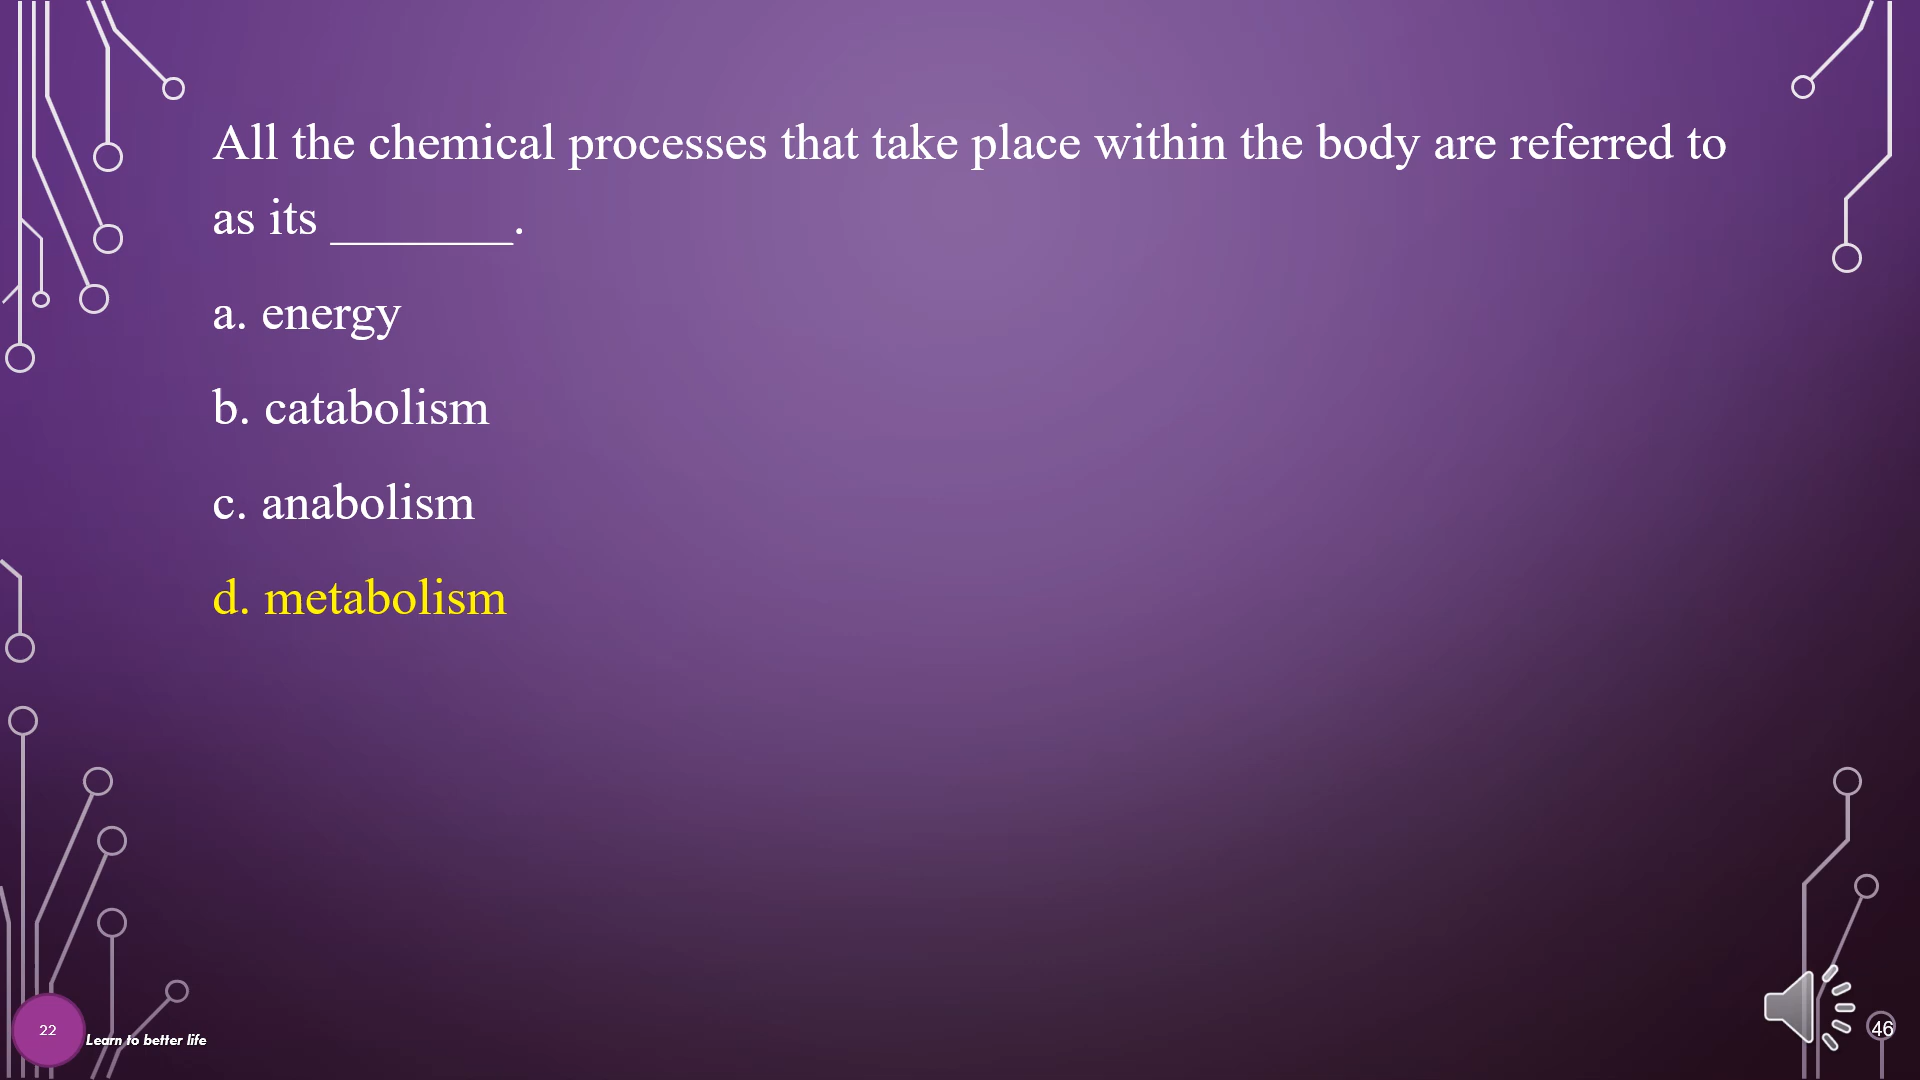 All the chemical processes that take place within the body are referred to
as its _______.
a. energy
b. catabolism
c. anabolism
d. metabolism
22
Learn to better life
46